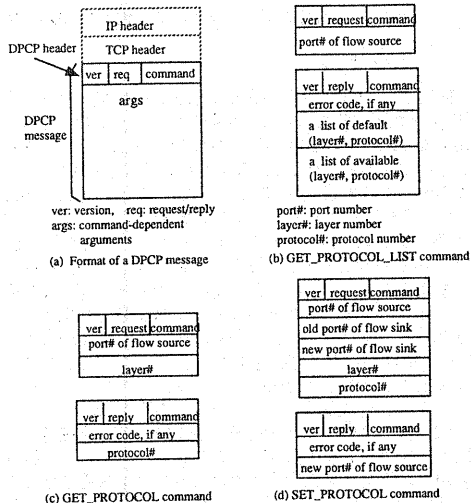 IP header
TCP header
DPCP header
ver req command
args
DPCP
message
ver: version, req: request/reply
args: command-dependent
arguments
(a) Format of a DPCP message
ver request command
port# of flow source
ver reply command
error code, if any
a list of default
(layer#, protocol#)
a list of available
(layer#, protocol#)
port#: port number
layer#: layer number
protocol#: protocol number
(b) GET_PROTOCOL_LIST command
ver request command
port# of flow source
layer#
ver reply command
error code, if any
protocol#
(c) GET_PROTOCOL command
ver request command
port# of flow source
old port# of flow sink
new port# of flow sink
layer#
protocol#
ver reply command
error code, if any
new port# of flow source
(d) SET_PROTOCOL command